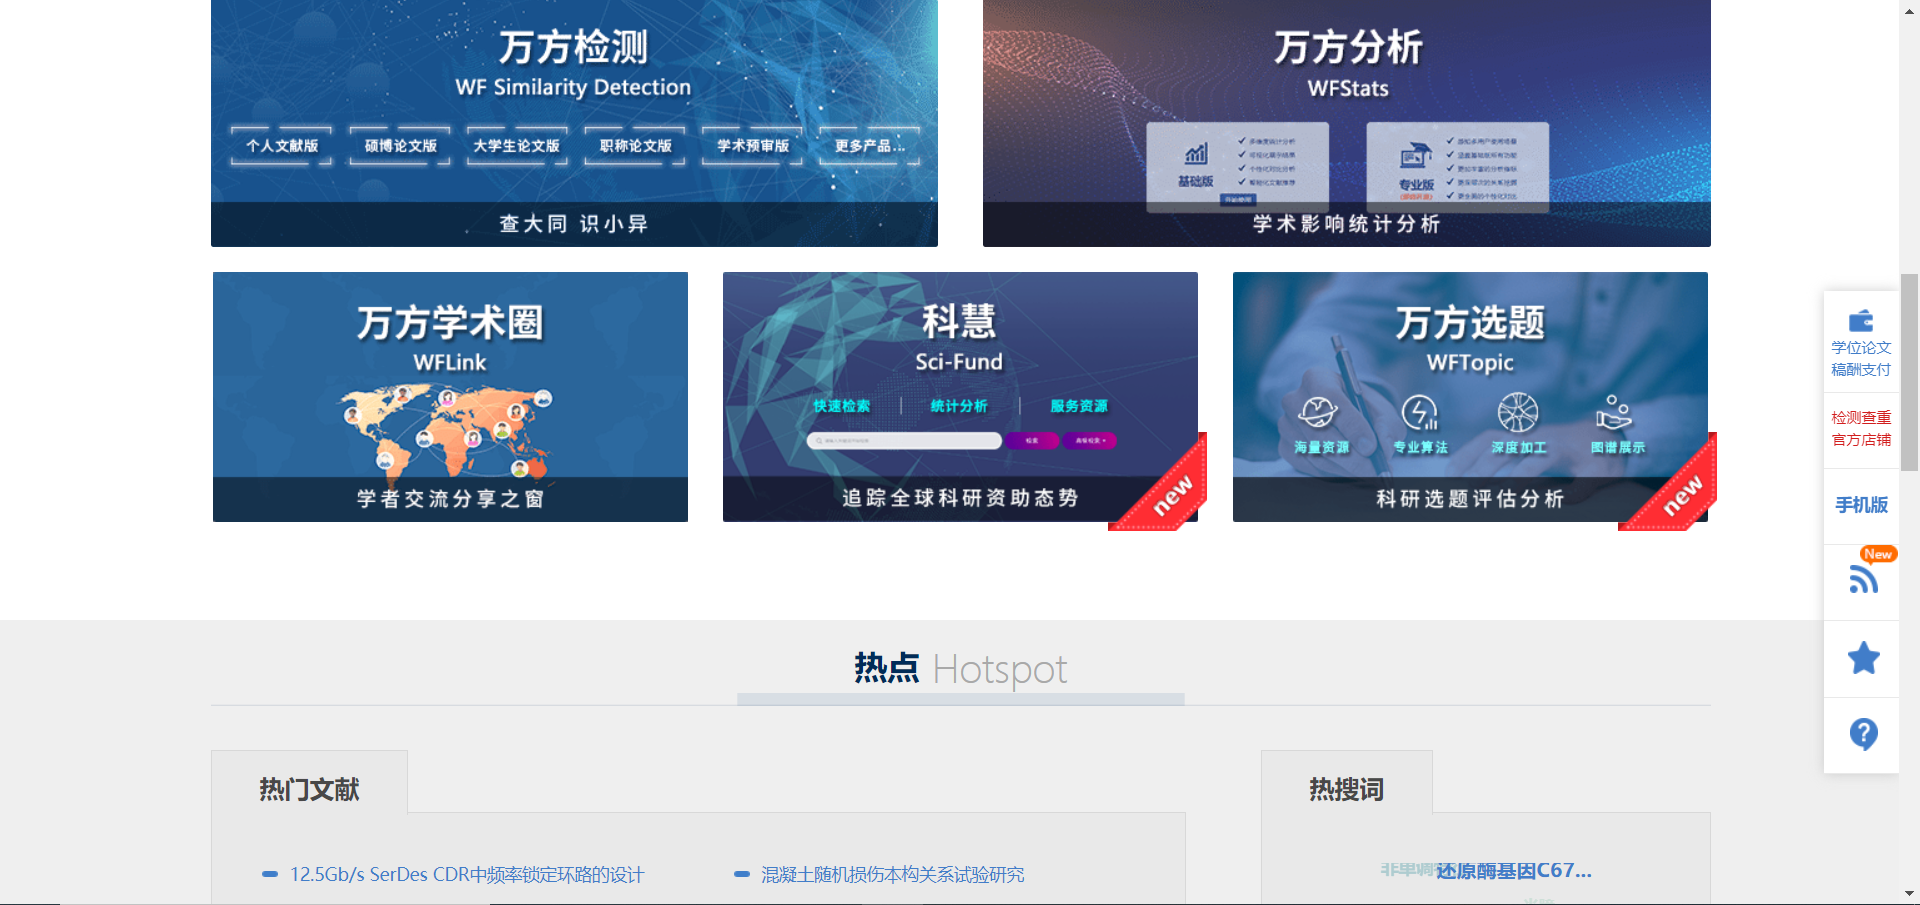 万方检测
WF Similarity Detection
个人文献版
硕博论文版
大学生论文版
职称论文版
学术预审版
更多产品...
查大同 识小异
万方分析
WFStats
基础版
专业版
学术影响统计分析
万方学术圈
WFLink
学者交流分享之窗
科慧
Sci-Fund
快速检索
统计分析
服务资源
检索
高级检索
追踪全球科研资助态势
new
万方选题
WFTopic
海量资源
专业算法
深度加工
图谱展示
科研选题评估分析
new
学位论文
稿酬支付
检测查重
官方店铺
手机版
New
热点 Hotspot
热门文献
热搜词
12.5Gb/s SerDes CDR中频率锁定环路的设计
混凝土随机损伤本构关系试验研究
还原酶基因C67...